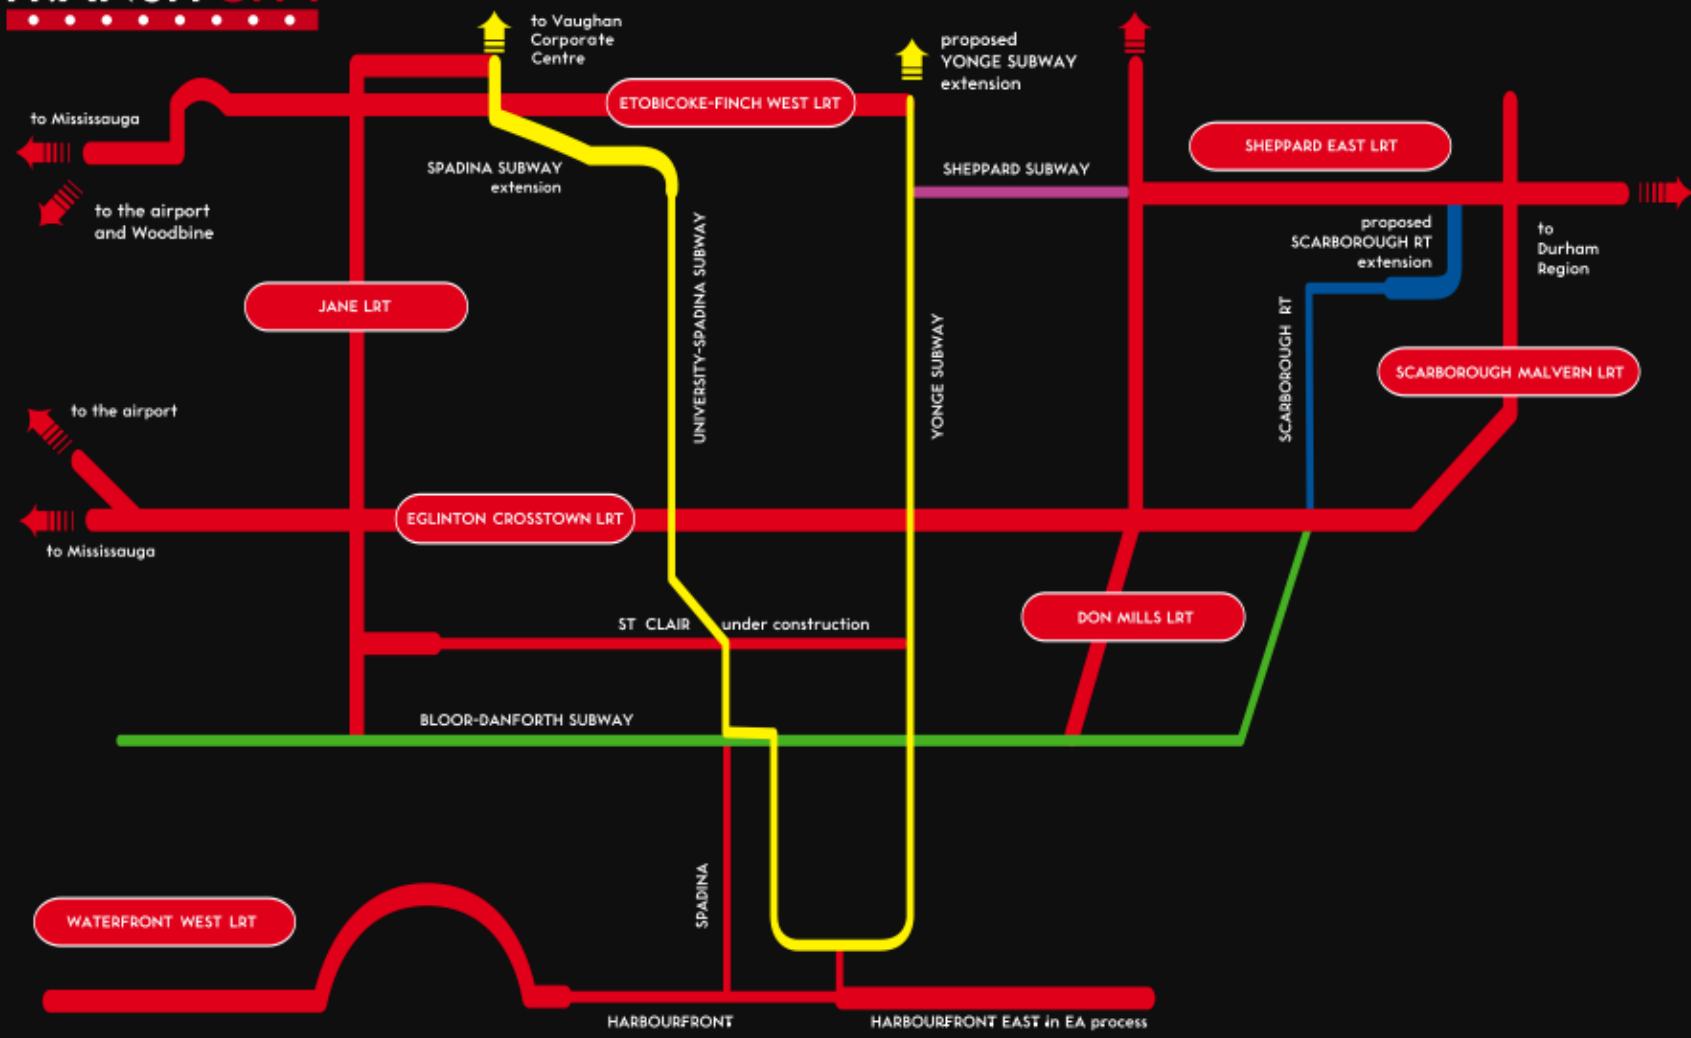 to Vaughan
Corporate
Centre
proposed
YONGE SUBWAY
extension
ETOBICOKE-FINCH WEST LRT
to Mississauga
SHEPPARD EAST LRT
SPADINA SUBWAY
extension
SHEPPARD SUBWAY
to the airport
and Woodbine
proposed
SCARBOROUGH RT
extension
to
Durham
Region
JANE LRT
UNIVERSITY-SPADINA SUBWAY
YONGE SUBWAY
SCARBOROUGH RT
SCARBOROUGH MALVERN LRT
to the airport
EGLINTON CROSSTOWN LRT
to Mississauga
ST CLAIR under construction
DON MILLS LRT
BLOOR-DANFORTH SUBWAY
SPADINA
WATERFRONT WEST LRT
HARBOURFRONT
HARBOURFRONT EAST in EA process